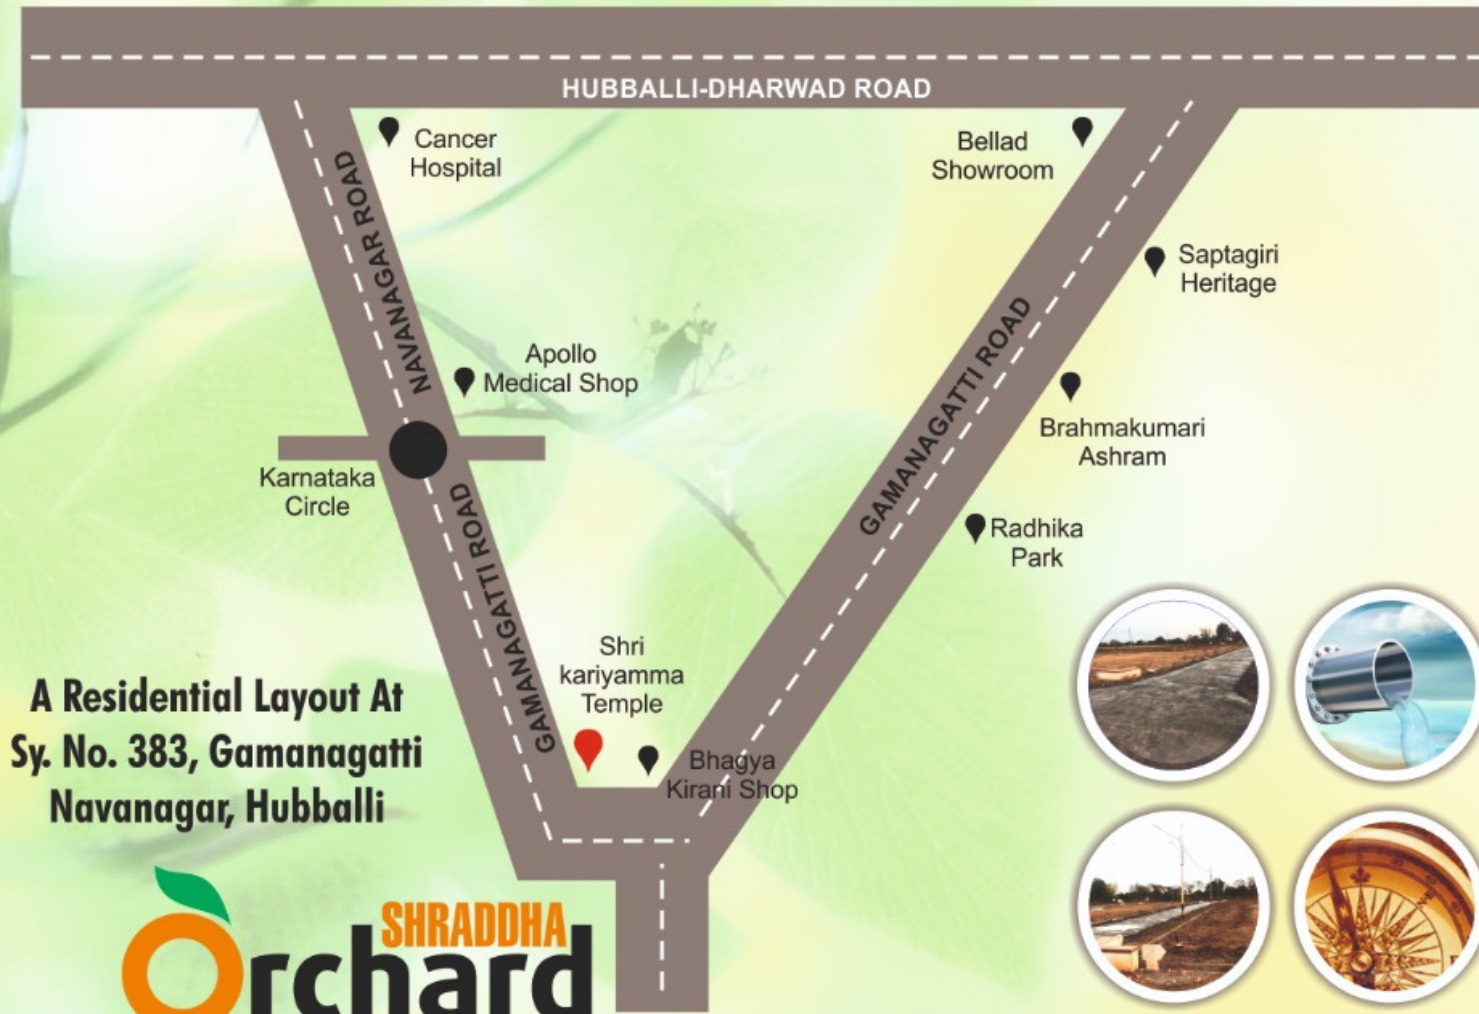 HUBBALLI-DHARWAD ROAD
Cancer
Hospital
Bellad
Showroom
NAVANAGAR ROAD
Saptagiri
Heritage
Apollo
Medical Shop
GAMANAGATTI ROAD
Brahmakumari
Ashram
Karnataka
Circle
Radhika
Park
GAMANAGATTI ROAD
Shri
kariyamma
Temple
Bhagya
Kirani Shop
A Residential Layout At
Sy. No. 383, Gamanagatti
Navanagar, Hubballi
SHRADDHA
Orchard